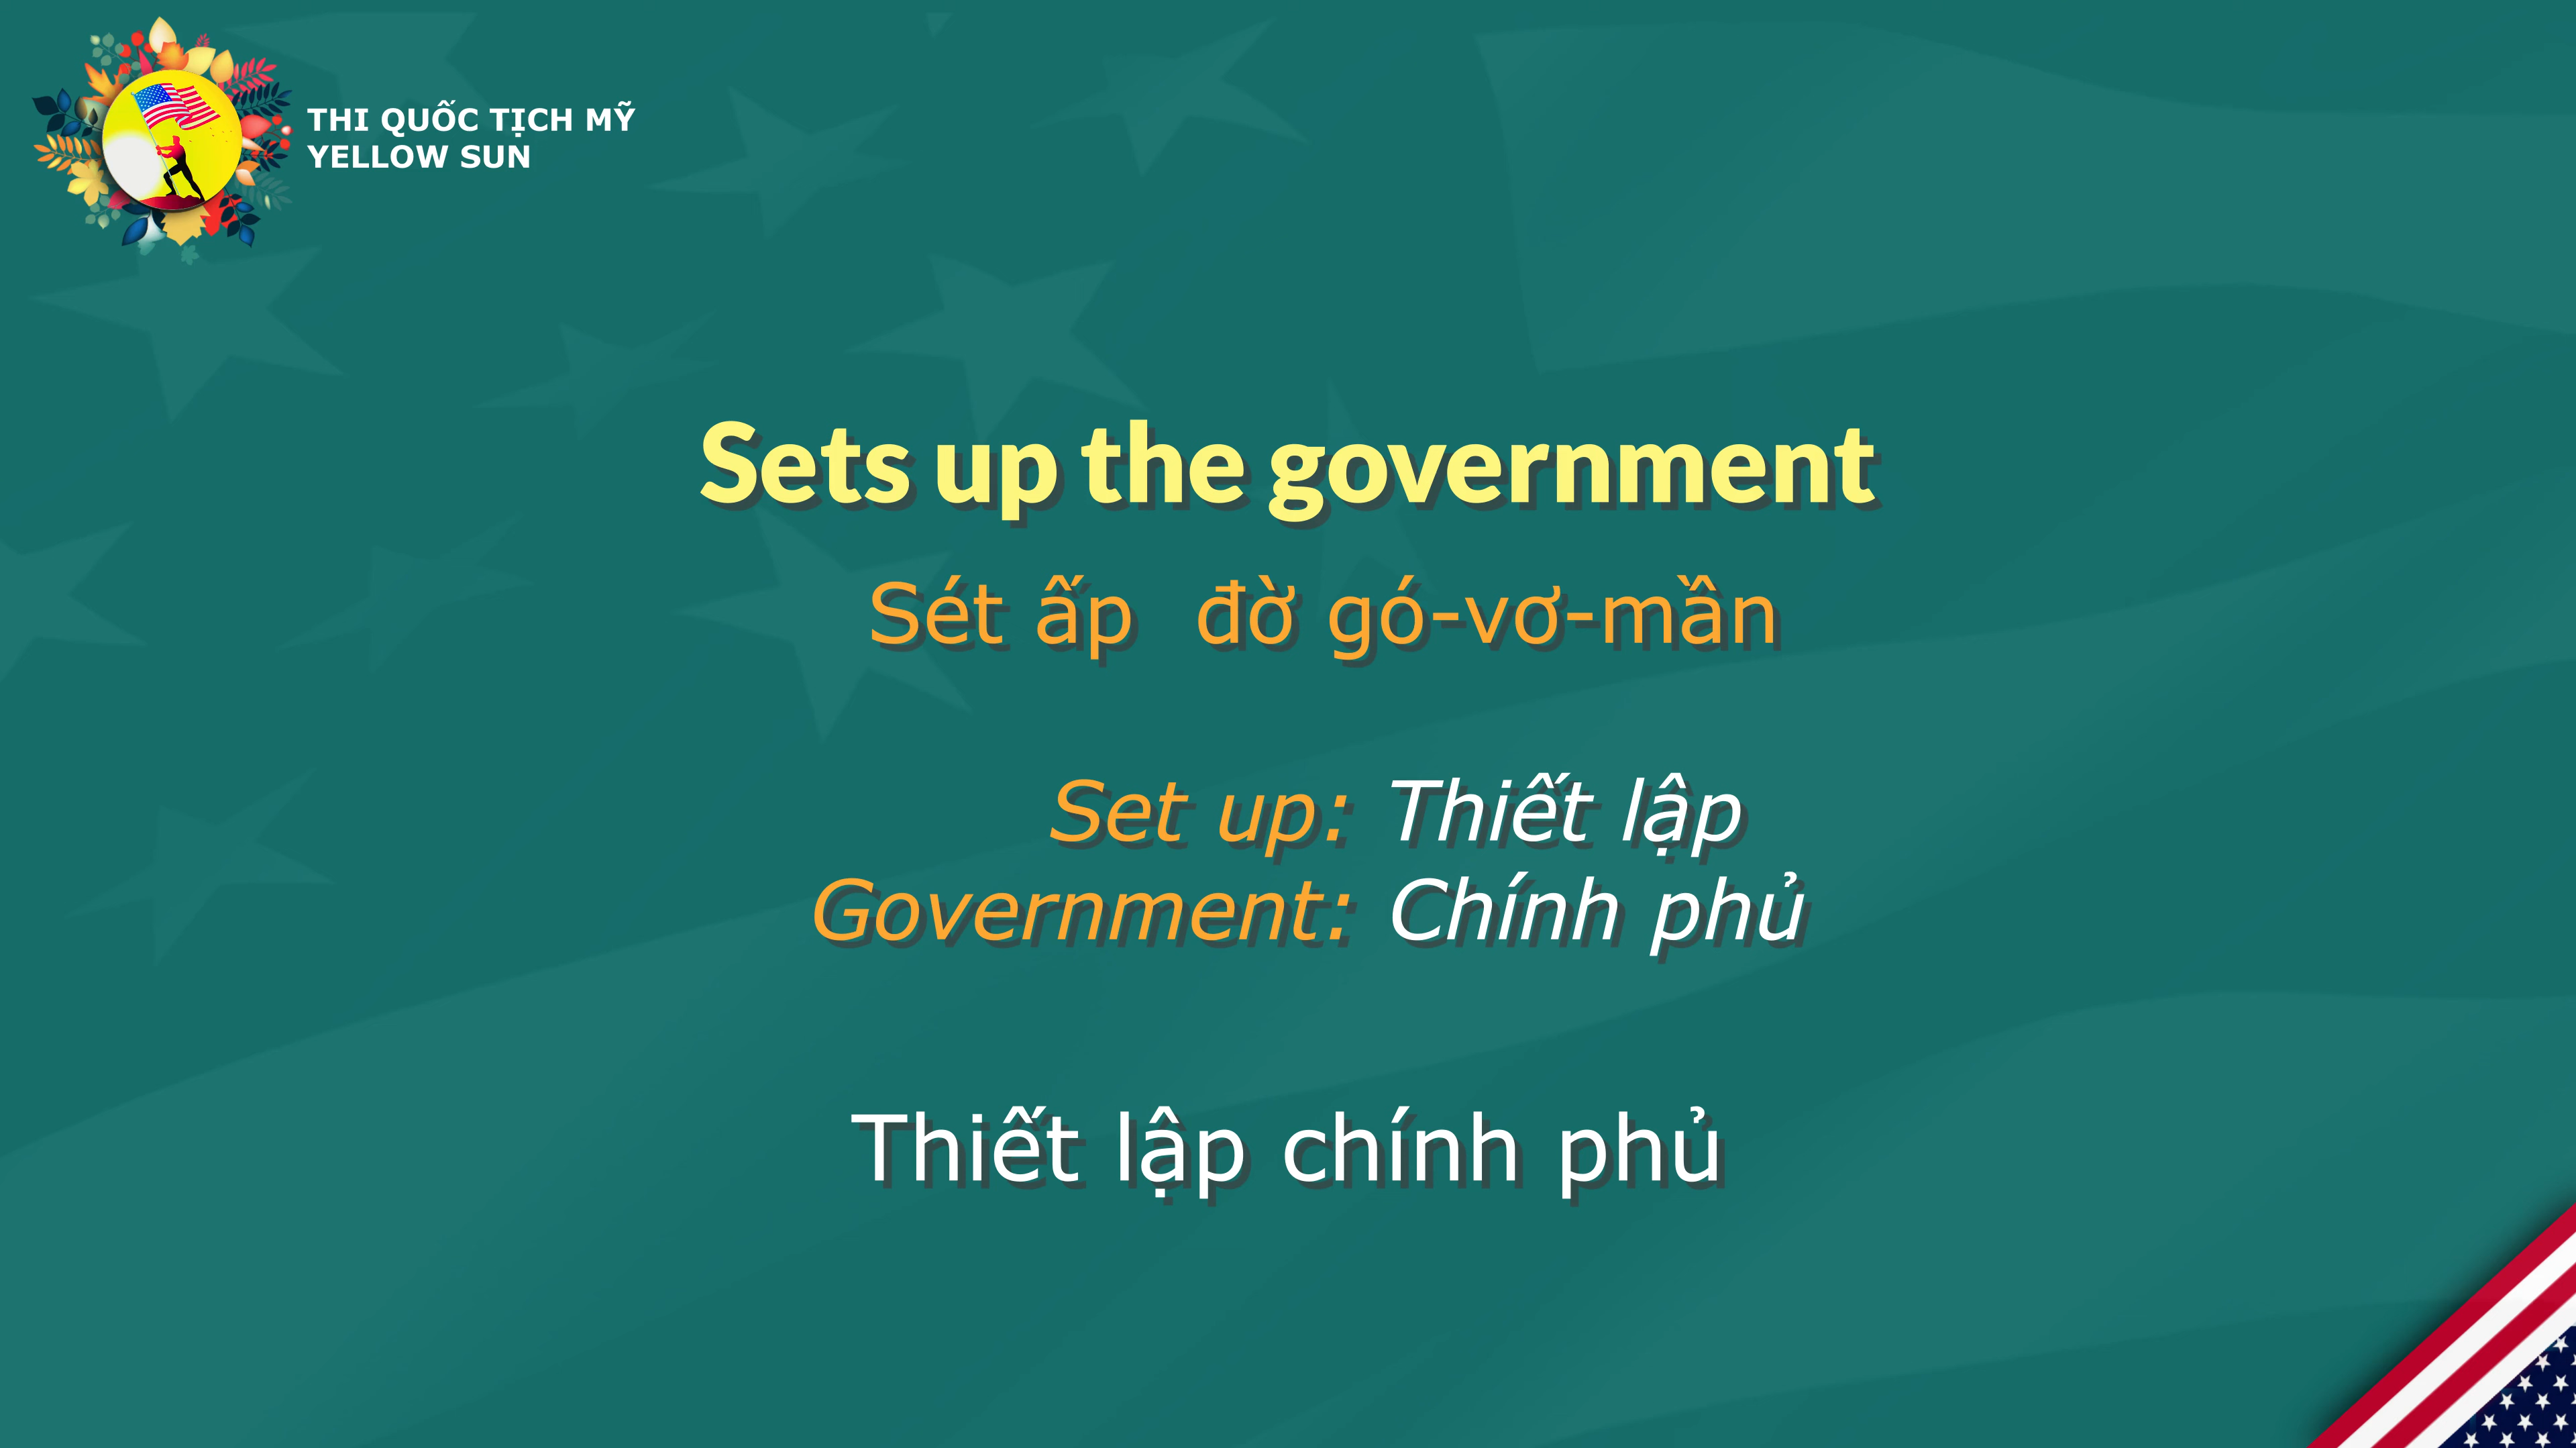 THI QUỐC TỊCH MỸ
YELLOW SUN
Sets up the government
Sét ấp đờ gó-vơ-mần
Set up: Thiết lập
Government: Chính phủ
Thiết lập chính phủ